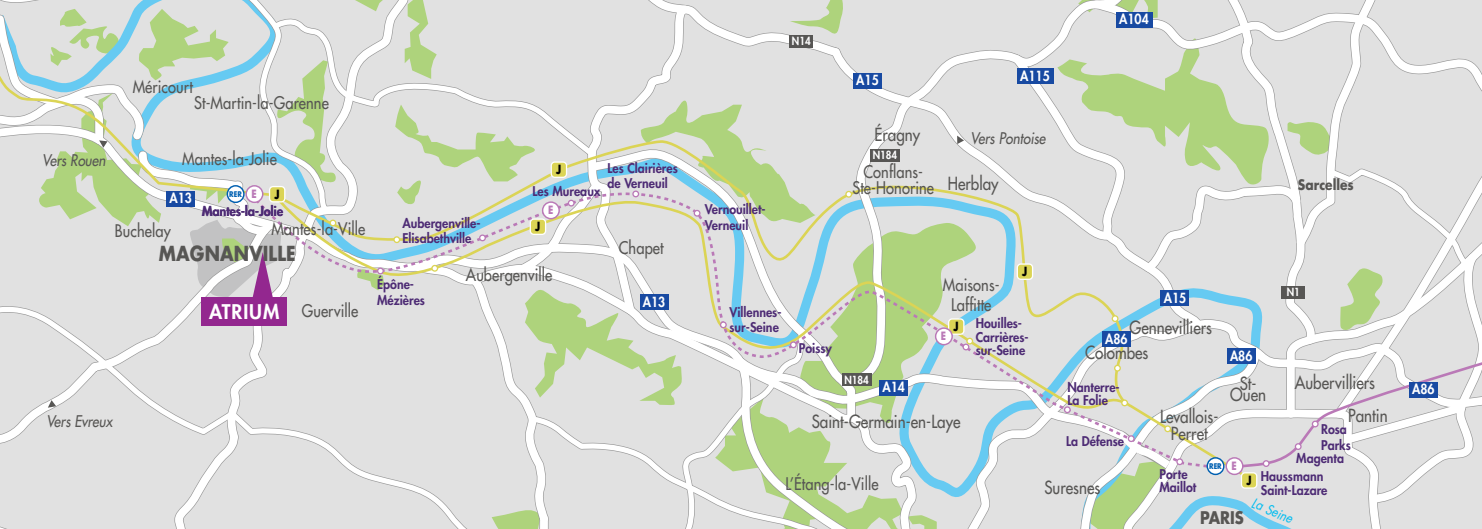 A104
N14
A15
A115
Méricourt
St-Martin-la-Garenne
Éragny
Vers Pontoise
Vers Rouen
Mantes-la-Jolie
N184
Conflans-
Ste-Honorine
Herblay
Sarcelles
J
Les Clairières
de Verneuil
Les Mureaux
A13
RER
E
J
Mantes-la-Jolie
E
J
Vernouillet-
Verneuil
Buchelay
Mantes-la-Ville
Aubergenville-
Elisabethville
MAGNANVILLE
Chapet
Aubergenville
Épône-
Mézières
J
Maisons-
Laffitte
A15
N1
ATRIUM
Guerville
A13
Villennes-
sur-Seine
Poissy
E
J
Houilles-
Carrières-
sur-Seine
Gennevilliers
A86
Colombes
A86
N184
A14
Nanterre-
La Folie
St-
Ouen
Aubervilliers
A86
Vers Evreux
Saint-Germain-en-Laye
Levallois-
Perret
Pantin
La Défense
Rosa
Parks
Magenta
RER
E
J
Haussmann
Saint-Lazare
Porte
Maillot
L'Étang-la-Ville
Suresnes
PARIS
La Seine